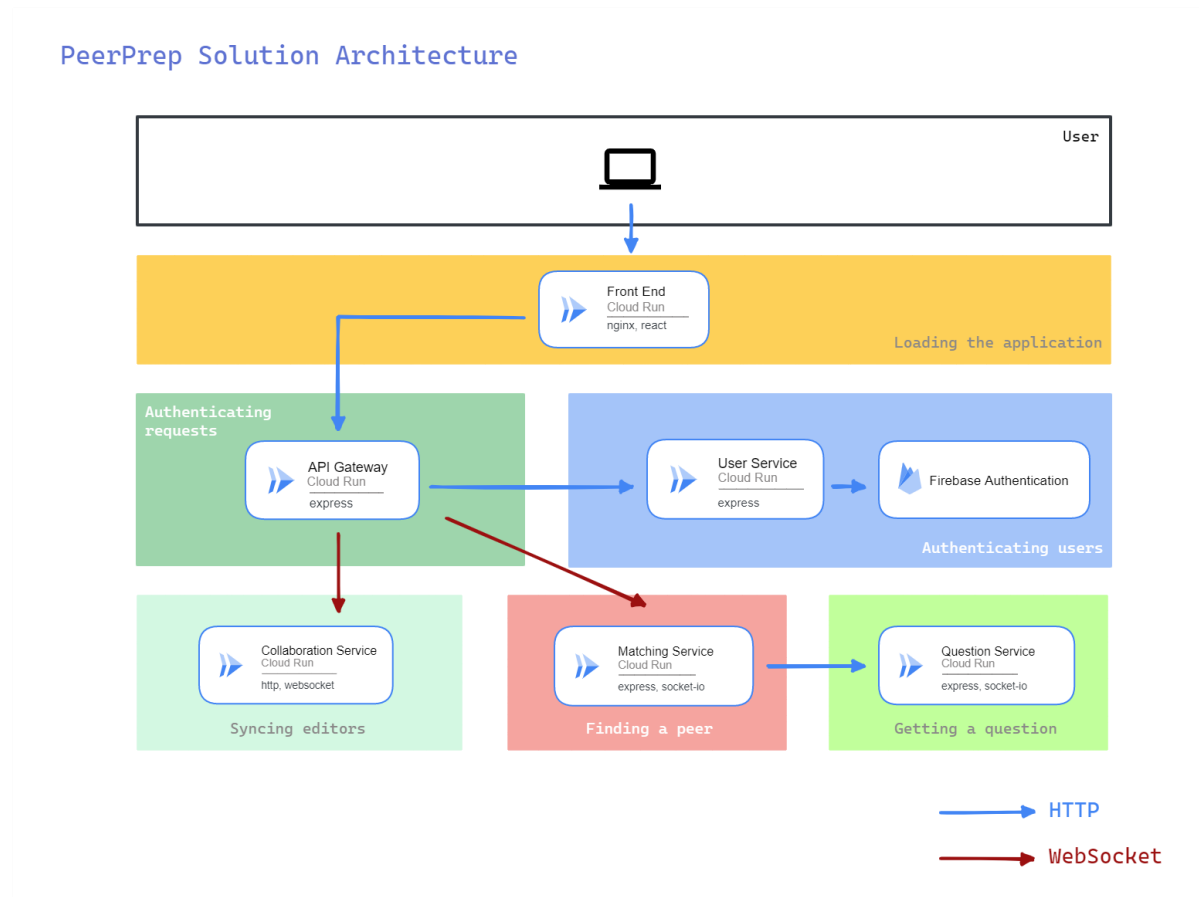 PeerPrep Solution Architecture
User
Front End
Cloud Run
nginx, react
Loading the application
Authenticating
requests
API Gateway
Cloud Run
express
User Service
Cloud Run
express
Firebase Authentication
Authenticating users
Collaboration Service
Cloud Run
http, websocket
Syncing editors
Matching Service
Cloud Run
express, socket-io
Finding a peer
Question Service
Cloud Run
express, socket-io
Getting a question
HTTP
WebSocket